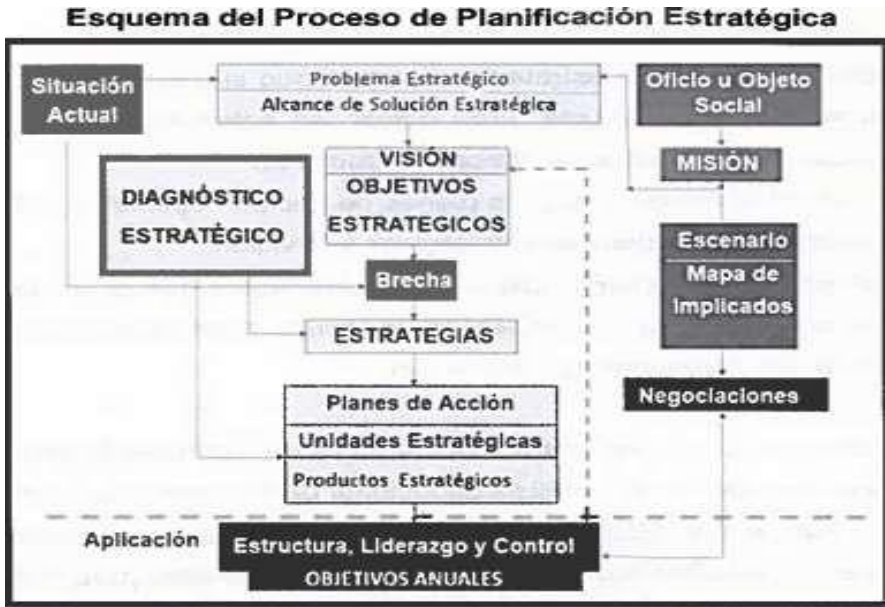 Esquema del Proceso de Planificación Estratégica
Situación
Actual
Problema Estratégico
Alcance de Solución Estratégica
Oficio u Objeto
Social
VISIÓN
OBJETIVOS
ESTRATEGICOS
MISIÓN
DIAGNÓSTICO
ESTRATÉGICO
Escenario
Mapa de
Implicados
Brecha
ESTRATEGIAS
Planes de Acción
Unidades Estratégicas
Productos Estratégicos
Negociaciones
Aplicación
Estructura, Liderazgo y Control
OBJETIVOS ANUALES